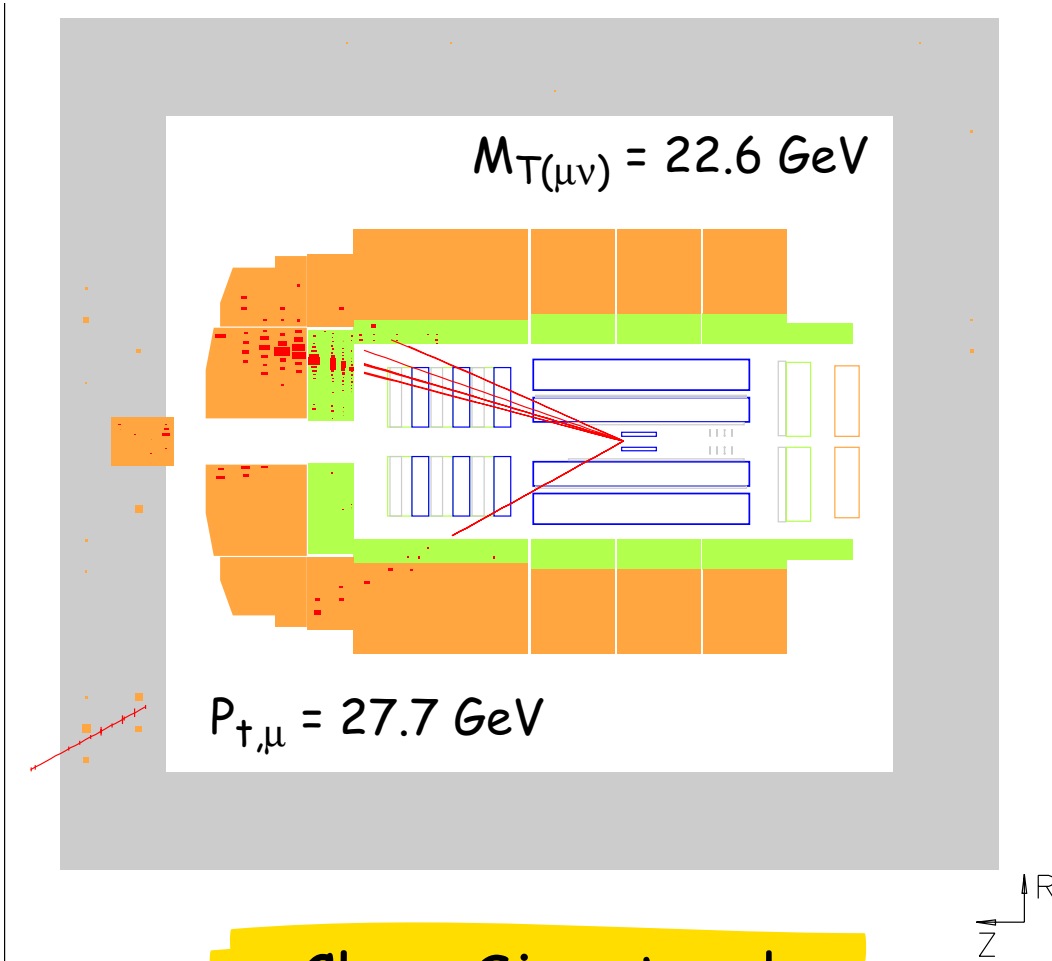 M_T(μν) = 22.6 GeV
P_t,μ = 27.7 GeV
R
Z